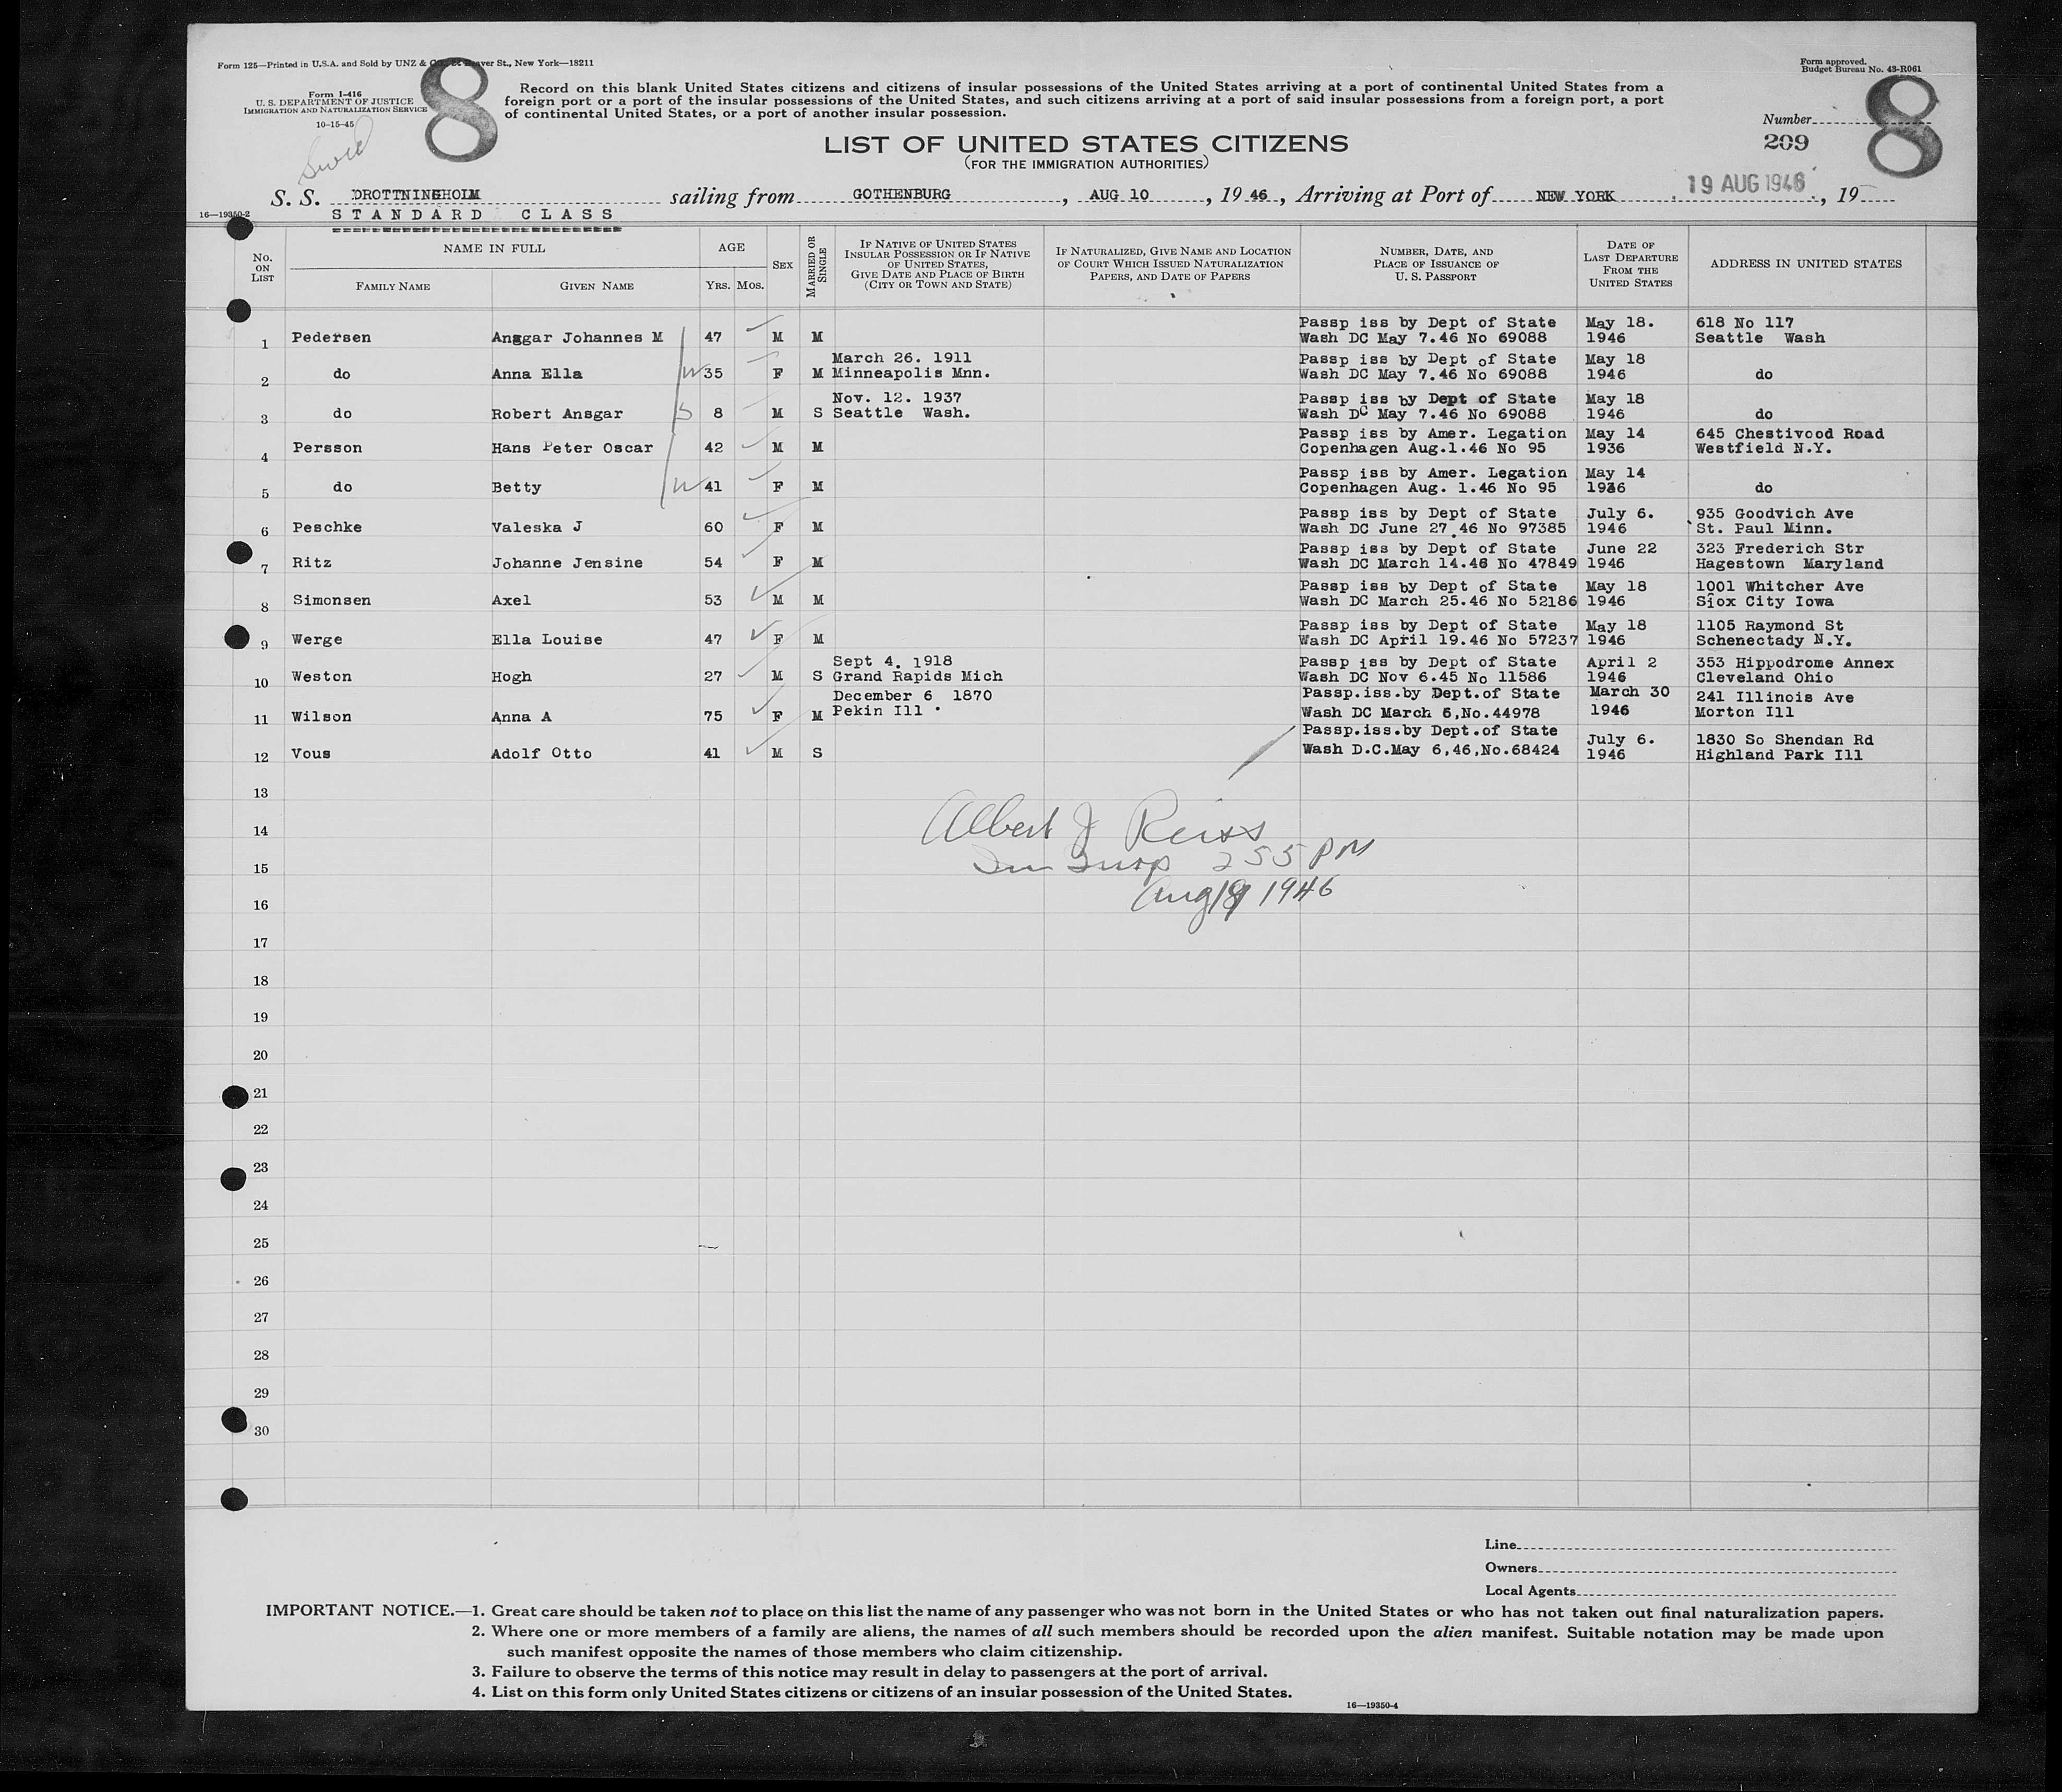 Form 125—Printed in U.S.A. and Sold by UNZ & Beaver St., New York—18211
Form approved.
Budget Bureau No. 43-R061
8
8
Form I-416
U. S. DEPARTMENT OF JUSTICE
IMMIGRATION AND NATURALIZATION SERVICE
10-15-45
Record on this blank United States citizens and citizens of insular possessions of the United States arriving at a port of continental United States from a
foreign port or a port of the insular possessions of the United States, and such citizens arriving at a port of said insular possessions from a foreign port, a port
of continental United States, or a port of another insular possession.
Number
209
LIST OF UNITED STATES CITIZENS
(FOR THE IMMIGRATION AUTHORITIES)
S. S. DROTTNINGHOLM sailing from GOTHENBURG, AUG 10, 19 46, Arriving at Port of NEW YORK, 19 AUG 1946, 19
16—19350-2
STANDARD CLASS
No. ON LIST
NAME IN FULL
FAMILY NAME
GIVEN NAME
AGE
YRS. MOS.
SEX
MARRIED OR SINGLE
IF NATIVE OF UNITED STATES INSULAR POSSESSION OR IF NATIVE OF UNITED STATES, GIVE DATE AND PLACE OF BIRTH (CITY OR TOWN AND STATE)
IF NATURALIZED, GIVE NAME AND LOCATION OF COURT WHICH ISSUED NATURALIZATION PAPERS, AND DATE OF PAPERS
NUMBER, DATE, AND PLACE OF ISSUANCE OF U. S. PASSPORT
DATE OF LAST DEPARTURE FROM THE UNITED STATES
ADDRESS IN UNITED STATES
Passp iss by Dept of State May 18. 618 No 117
1 Pedersen Anggar Johannes M 47 M M Wash DC May 7.46 No 69088 1946 Seattle Wash
March 26. 1911 Passp iss by Dept of State May 18
2 do Anna Ella W 35 F M Minneapolis Mnn. Wash DC May 7.46 No 69088 1946 do
Nov. 12. 1937 Passp iss by Dept of State May 18
3 do Robert Ansgar S 8 M S Seattle Wash. Wash DC May 7.46 No 69088 1946 do
Passp iss by Amer. Legation May 14 645 Chestivood Road
4 Persson Hans Peter Oscar 42 M M Copenhagen Aug.1.46 No 95 1936 Westfield N.Y.
Passp iss by Amer. Legation May 14
5 do Betty W 41 F M Copenhagen Aug. 1.46 No 95 1936 do
Passp iss by Dept of State July 6. 935 Goodvich Ave
6 Peschke Valeska J 60 F M Wash DC June 27.46 No 97385 1946 St. Paul Minn.
Passp iss by Dept of State June 22 323 Frederich Str
7 Ritz Johanne Jensine 54 F M Wash DC March 14.46 No 47849 1946 Hagestown Maryland
Passp iss by Dept of State May 18 1001 Whitcher Ave
8 Simonsen Axel 53 M M Wash DC March 25.46 No 52186 1946 Siox City Iowa
Passp iss by Dept of State May 18 1105 Raymond St
9 Werge Ella Louise 47 F M Wash DC April 19.46 No 57237 1946 Schenectady N.Y.
Sept 4. 1918 Passp iss by Dept of State April 2 353 Hippodrome Annex
10 Weston Hogh 27 M S Grand Rapids Mich Wash DC Nov 6.45 No 11586 1946 Cleveland Ohio
December 6 1870 Passp.iss.by Dept.of State March 30 241 Illinois Ave
11 Wilson Anna A 75 F M Pekin Ill Wash DC March 6,No.44978 1946 Morton Ill
Passp.iss.by Dept.of State July 6. 1830 So Shendan Rd
12 Vous Adolf Otto 41 M S Wash D.C.May 6,46,No.68424 1946 Highland Park Ill
13
14 Albert J Reiss
15 Imm Insp 2 55 PM
16 Aug 19 1946
17
18
19
20
21
22
23
24
25
26
27
28
29
30
Line
Owners
Local Agents
IMPORTANT NOTICE.—1. Great care should be taken not to place on this list the name of any passenger who was not born in the United States or who has not taken out final naturalization papers.
2. Where one or more members of a family are aliens, the names of all such members should be recorded upon the alien manifest. Suitable notation may be made upon
such manifest opposite the names of those members who claim citizenship.
3. Failure to observe the terms of this notice may result in delay to passengers at the port of arrival.
4. List on this form only United States citizens or citizens of an insular possession of the United States.
16—19350-4